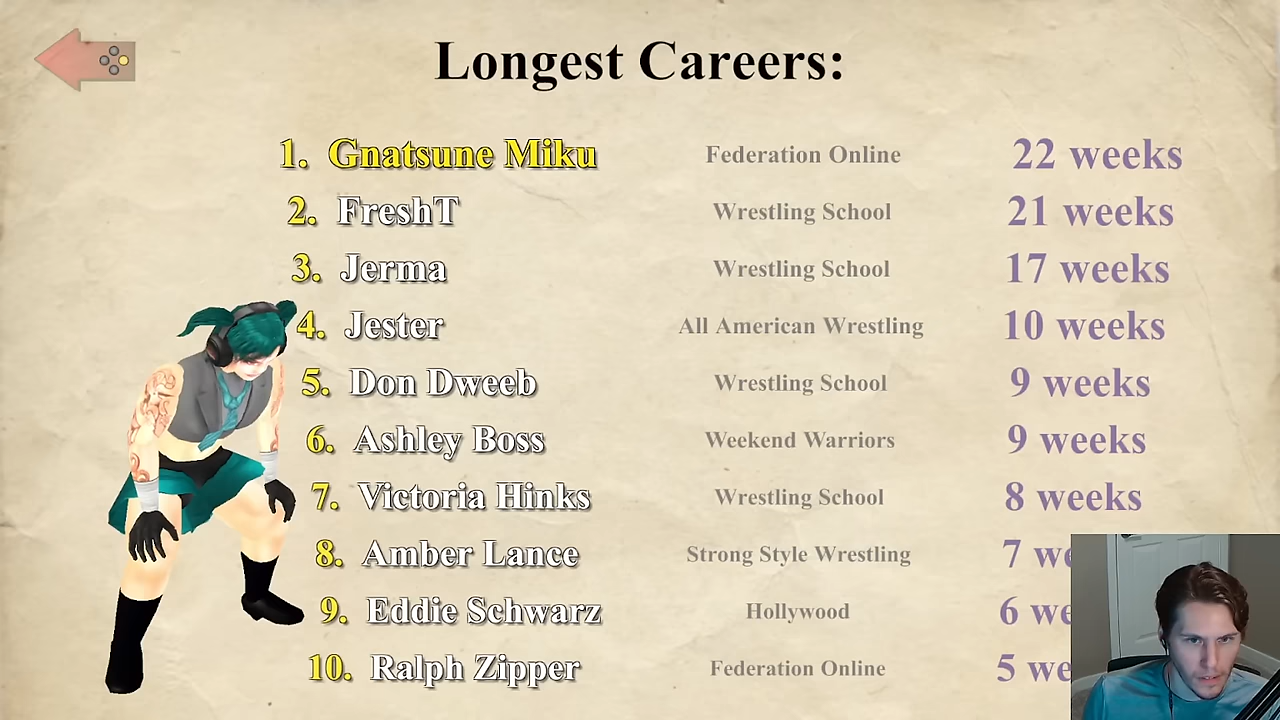 Longest Careers:
1. Gnatsune Miku Federation Online 22 weeks
2. FreshT Wrestling School 21 weeks
3. Jerma Wrestling School 17 weeks
4. Jester All American Wrestling 10 weeks
5. Don Dweeb Wrestling School 9 weeks
6. Ashley Boss Weekend Warriors 9 weeks
7. Victoria Hinks Wrestling School 8 weeks
8. Amber Lance Strong Style Wrestling 7 we
9. Eddie Schwarz Hollywood 6 we
10. Ralph Zipper Federation Online 5 we